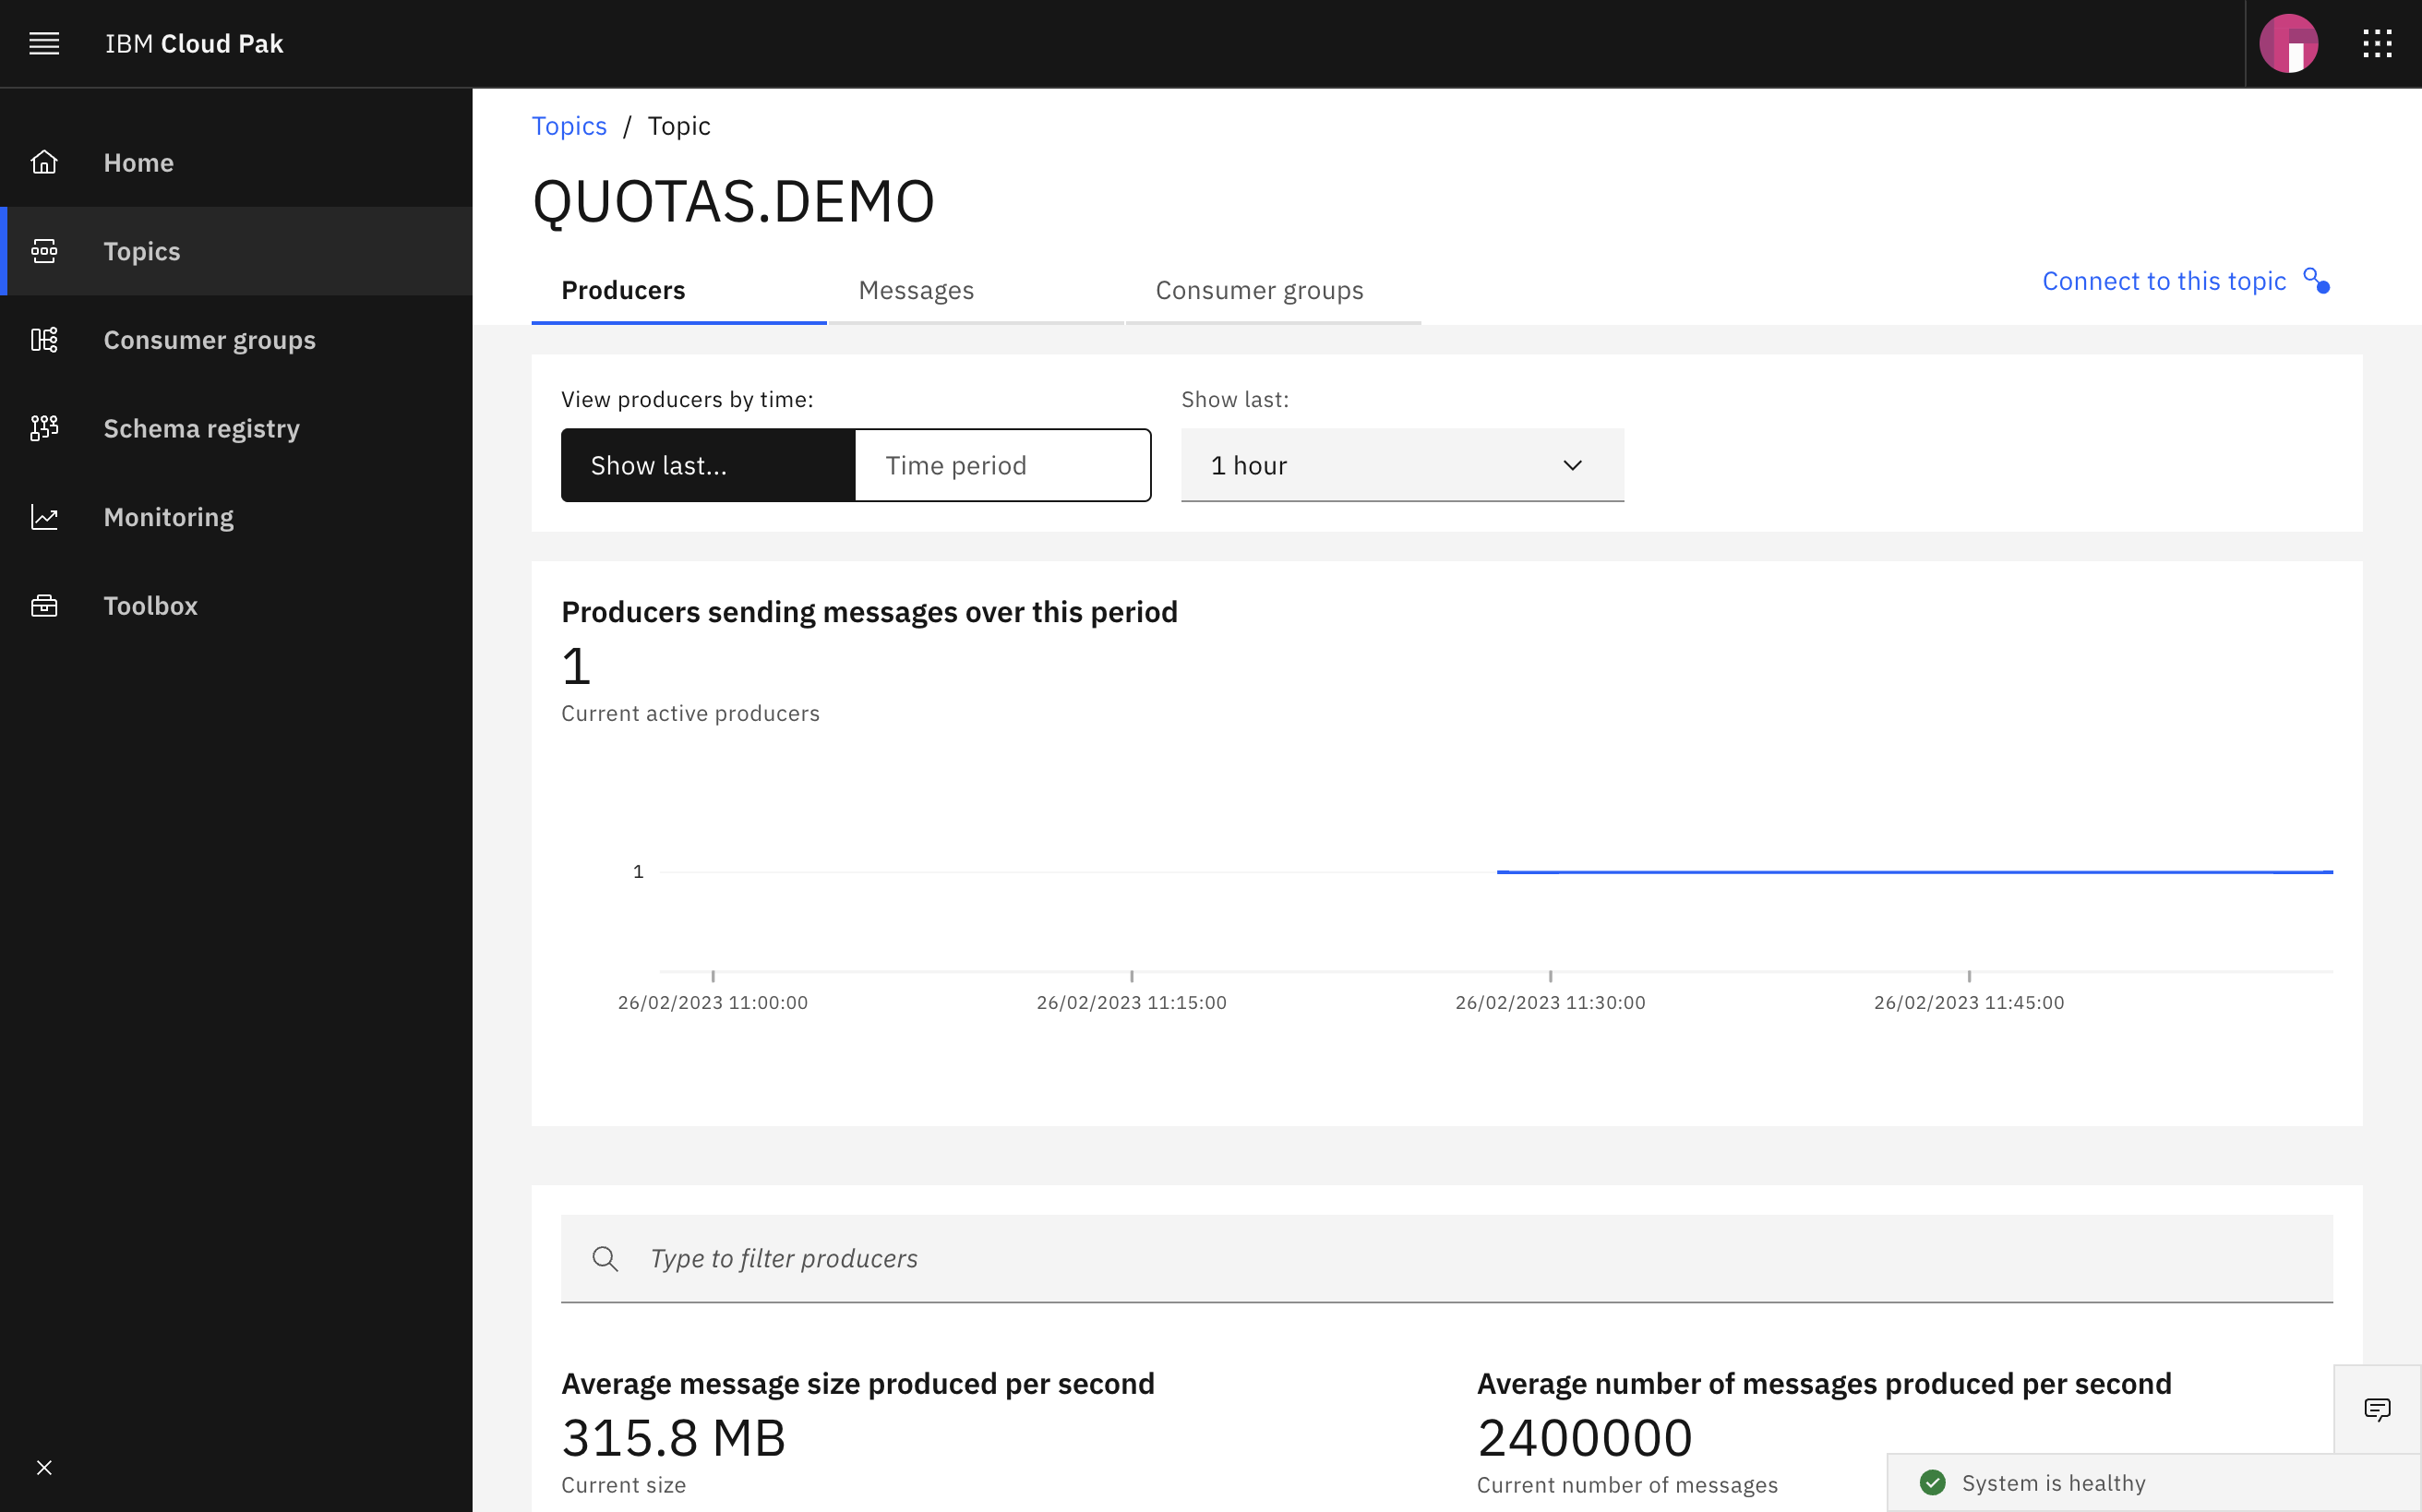 IBM Cloud Pak
Home
Topics
Consumer groups
Schema registry
Monitoring
Toolbox
Topics / Topic
QUOTAS.DEMO
Producers
Messages
Consumer groups
Connect to this topic
View producers by time:
Show last:
Show last...
Time period
1 hour
Producers sending messages over this period
1
Current active producers
1
26/02/2023 11:00:00
26/02/2023 11:15:00
26/02/2023 11:30:00
26/02/2023 11:45:00
Type to filter producers
Average message size produced per second
315.8 MB
Current size
Average number of messages produced per second
2400000
Current number of messages
System is healthy